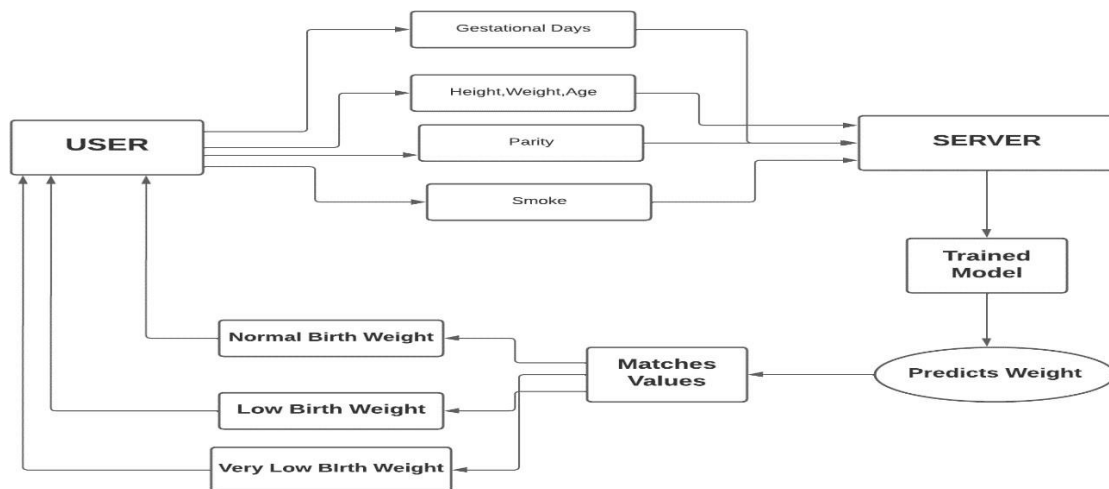 Gestational Days
Height,Weight,Age
USER
Parity
SERVER
Smoke
Trained
Model
Normal Birth Weight
Matches
Values
Predicts Weight
Low Birth Weight
Very Low BIrth Weight